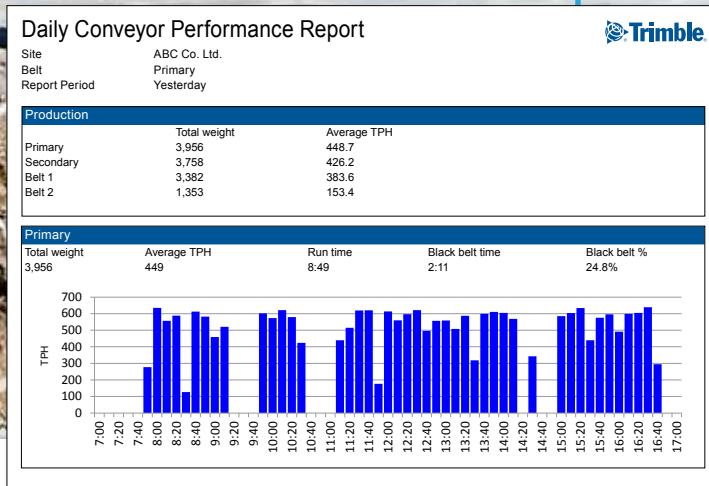 Daily Conveyor Performance Report
Trimble
Site ABC Co. Ltd.
Belt Primary
Report Period Yesterday
Production
Total weight Average TPH
Primary 3,956 448.7
Secondary 3,758 426.2
Belt 1 3,382 383.6
Belt 2 1,353 153.4
Primary
Total weight Average TPH Run time Black belt time Black belt %
3,956 449 8:49 2:11 24.8%
700
600
500
400
300
200
100
0
TPH
7:00 7:20 7:40 8:00 8:20 8:40 9:00 9:20 9:40 10:00 10:20 10:40 11:00 11:20 11:40 12:00 12:20 12:40 13:00 13:20 13:40 14:00 14:20 14:40 15:00 15:20 15:40 16:00 16:20 16:40 17:00